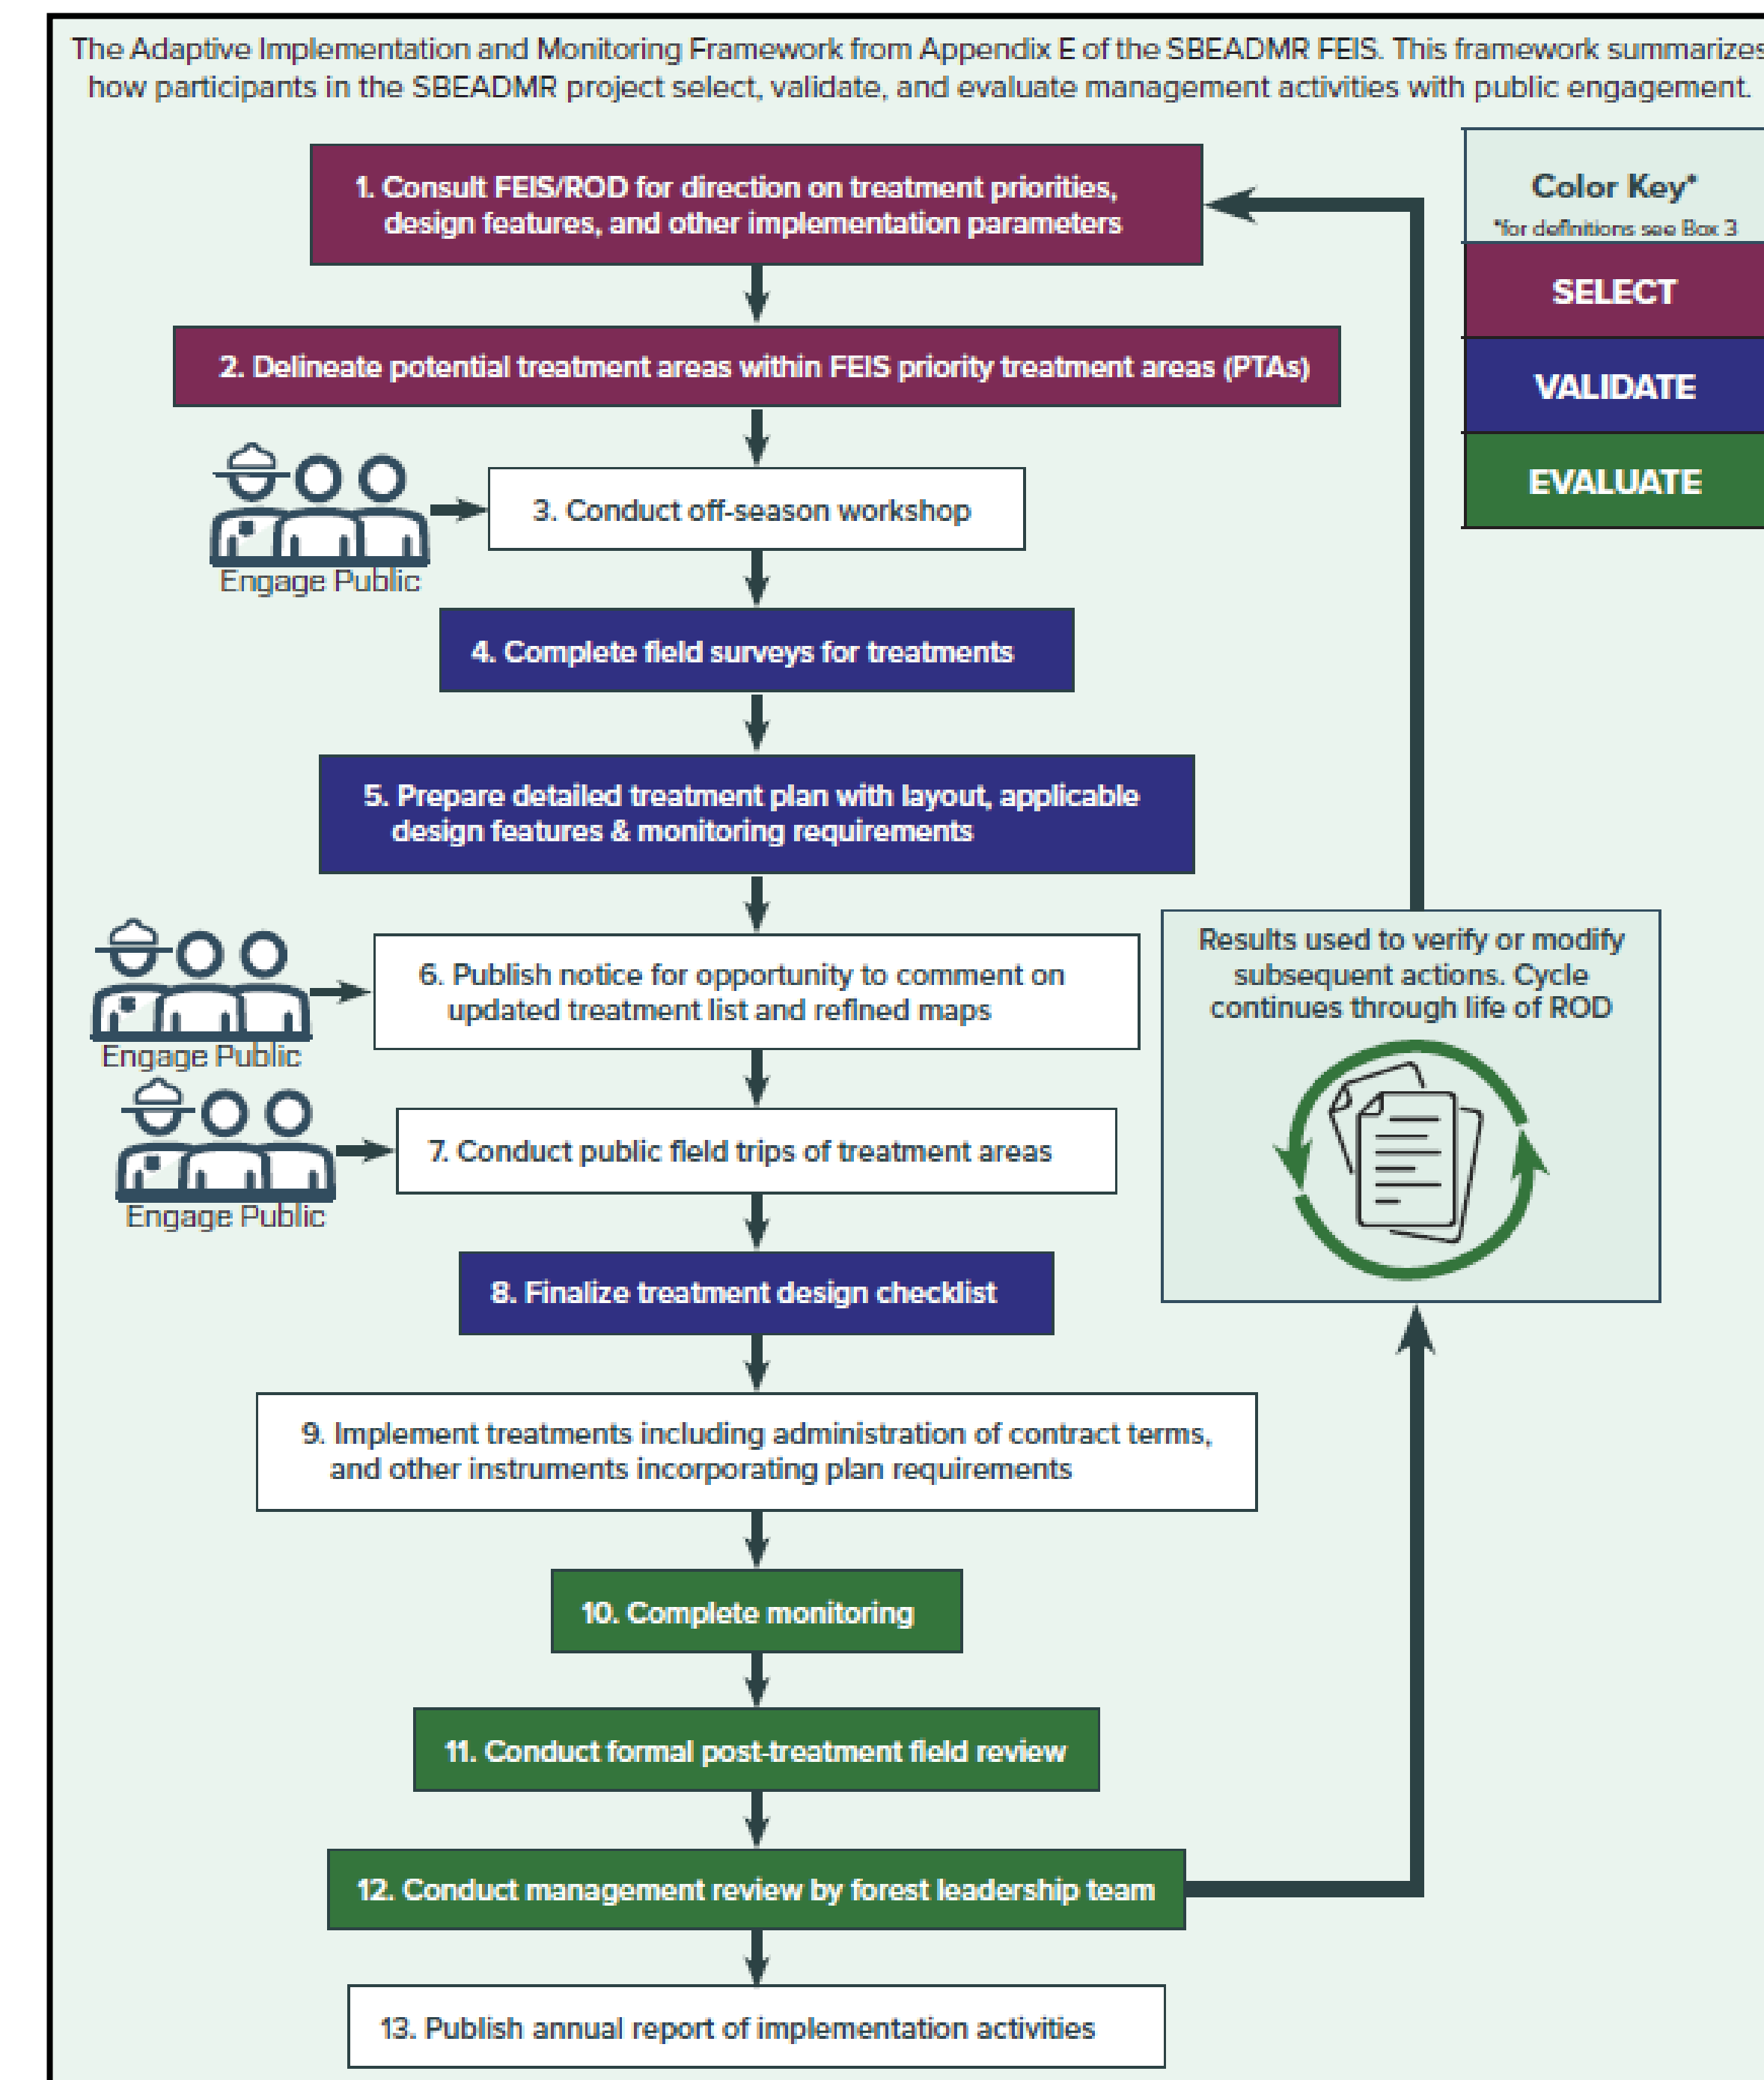 The Adaptive Implementation and Monitoring Framework from Appendix E of the SBEADMR FEIS. This framework summarizes
how participants in the SBEADMR project select, validate, and evaluate management activities with public engagement.
Color Key*
*for definitions see Box 3
SELECT
VALIDATE
EVALUATE
1. Consult FEIS/ROD for direction on treatment priorities,
design features, and other implementation parameters
2. Delineate potential treatment areas within FEIS priority treatment areas (PTAs)
Engage Public
3. Conduct off-season workshop
4. Complete field surveys for treatments
5. Prepare detailed treatment plan with layout, applicable
design features & monitoring requirements
Engage Public
6. Publish notice for opportunity to comment on
updated treatment list and refined maps
Engage Public
7. Conduct public field trips of treatment areas
Results used to verify or modify
subsequent actions. Cycle
continues through life of ROD
8. Finalize treatment design checklist
9. Implement treatments including administration of contract terms,
and other instruments incorporating plan requirements
10. Complete monitoring
11. Conduct formal post-treatment field review
12. Conduct management review by forest leadership team
13. Publish annual report of implementation activities